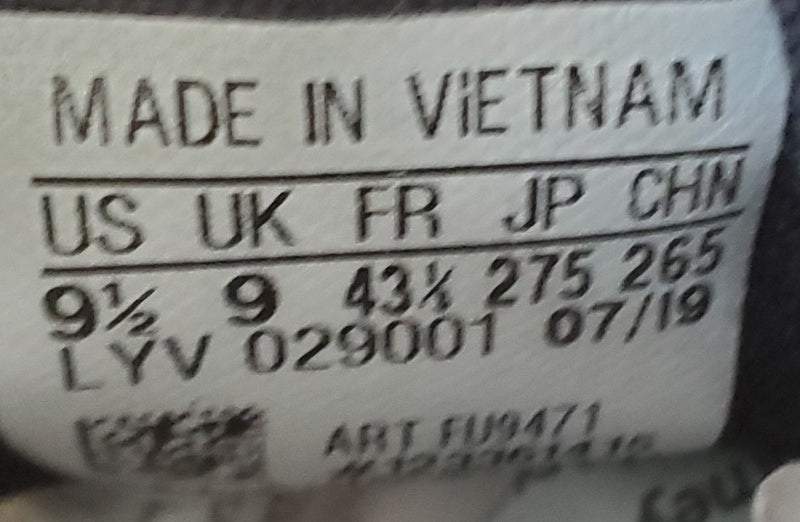 MADE IN VIETNAM
US UK FR JP CHN
9½ 9 43⅓ 275 265
LYV 029001 07/19
ART FU9471